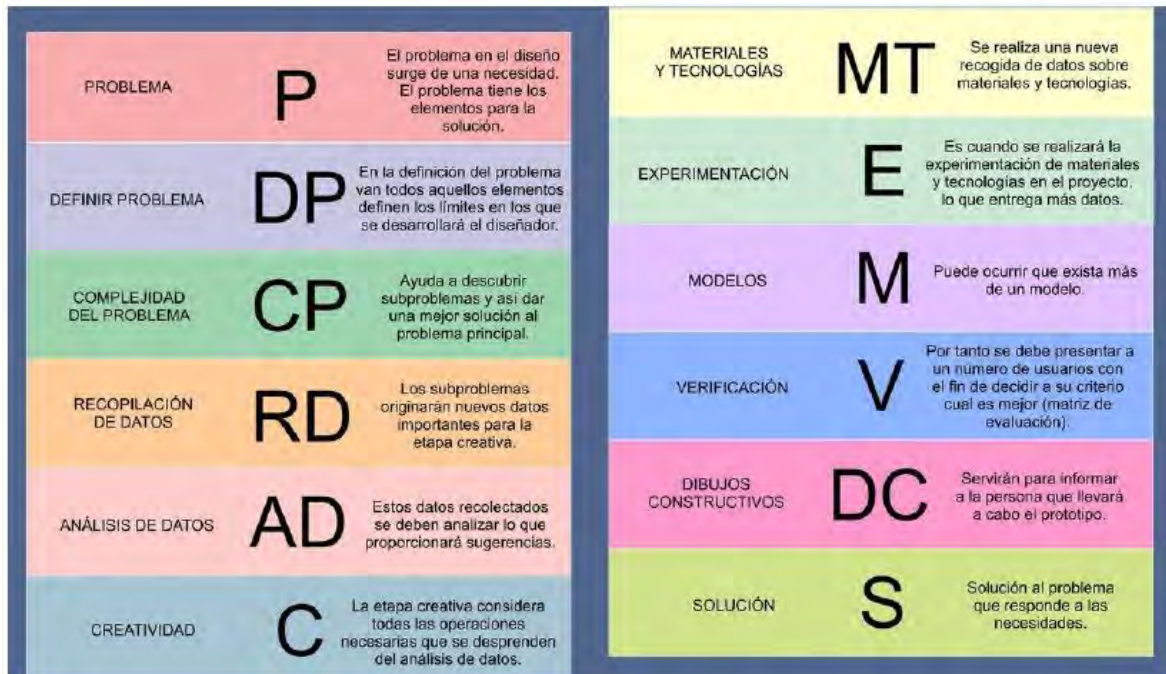 PROBLEMA
P
El problema en el diseño
surge de una necesidad.
El problema tiene los
elementos para la
solución.
DEFINIR PROBLEMA
DP
En la definición del problema
van todos aquellos elementos
definen los límites en los que
se desarrollará el diseñador.
COMPLEJIDAD
DEL PROBLEMA
CP
Ayuda a descubrir
subproblemas y así dar
una mejor solución al
problema principal.
RECOPILACIÓN
DE DATOS
RD
Los subproblemas
originarán nuevos datos
importantes para la
etapa creativa.
ANÁLISIS DE DATOS
AD
Estos datos recolectados
se deben analizar lo que
proporcionará sugerencias.
CREATIVIDAD
C
La etapa creativa considera
todas las operaciones
necesarias que se desprenden
del análisis de datos.
MATERIALES
Y TECNOLOGÍAS
MT
Se realiza una nueva
recogida de datos sobre
materiales y tecnologías.
EXPERIMENTACIÓN
E
Es cuando se realizará la
experimentación de materiales
y tecnologías en el proyecto,
lo que entrega más datos.
MODELOS
M
Puede ocurrir que exista más
de un modelo.
VERIFICACIÓN
V
Por tanto se debe presentar a
un número de usuarios con
el fin de decidir a su criterio
cual es mejor (matriz de
evaluación).
DIBUJOS
CONSTRUCTIVOS
DC
Servirán para informar
a la persona que llevará
a cabo el prototipo.
SOLUCIÓN
S
Solución al problema
que responde a las
necesidades.